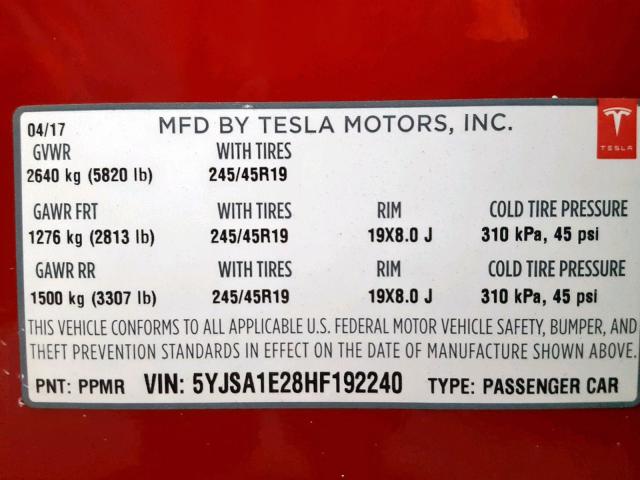 04/17 MFD BY TESLA MOTORS, INC.
TESLA
GVWR WITH TIRES
2640 kg (5820 lb) 245/45R19
GAWR FRT WITH TIRES RIM COLD TIRE PRESSURE
1276 kg (2813 lb) 245/45R19 19X8.0 J 310 kPa, 45 psi
GAWR RR WITH TIRES RIM COLD TIRE PRESSURE
1500 kg (3307 lb) 245/45R19 19X8.0 J 310 kPa, 45 psi
THIS VEHICLE CONFORMS TO ALL APPLICABLE U.S. FEDERAL MOTOR VEHICLE SAFETY, BUMPER, AND
THEFT PREVENTION STANDARDS IN EFFECT ON THE DATE OF MANUFACTURE SHOWN ABOVE.
PNT: PPMR VIN: 5YJSA1E28HF192240 TYPE: PASSENGER CAR